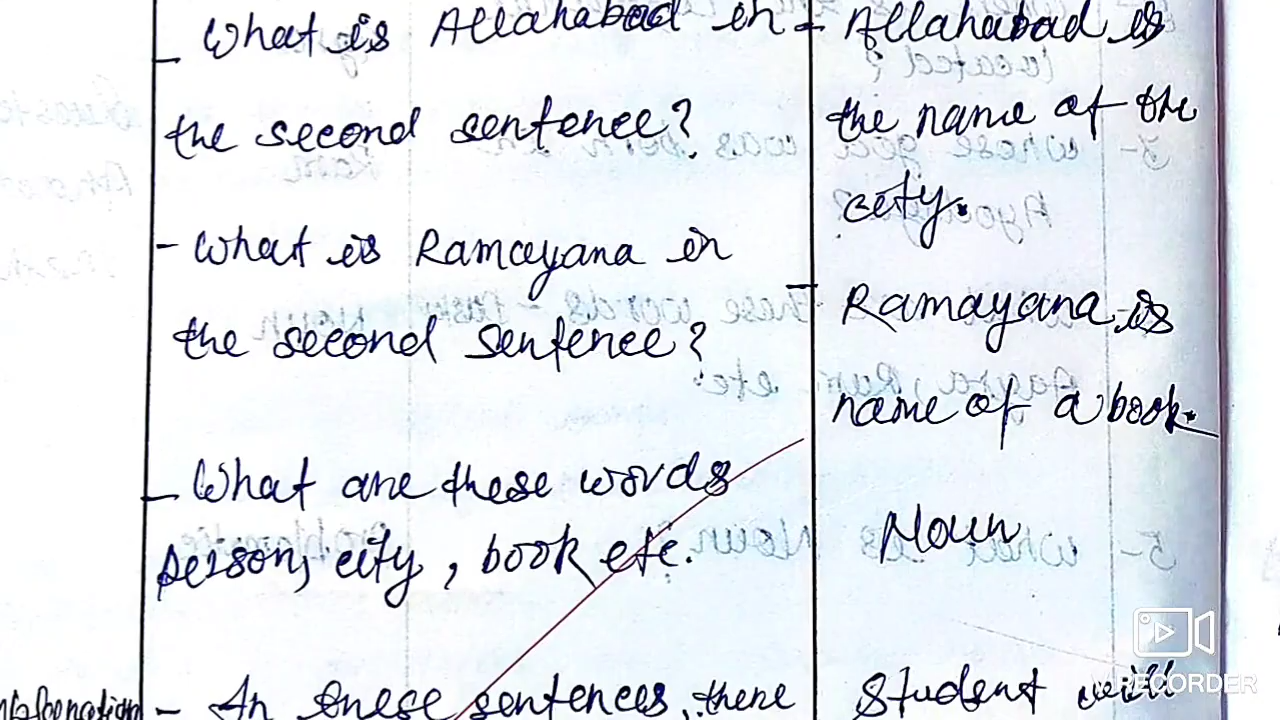 - What is Allahabad in
the second sentence?
- What is Ramayana in
the second sentence?
- What are these words
person, city, book etc.
- In these sentences, there
- Allahabad is
the name of the
city.
- Ramayana is
name of a book.
Noun
Student will
RECORDER